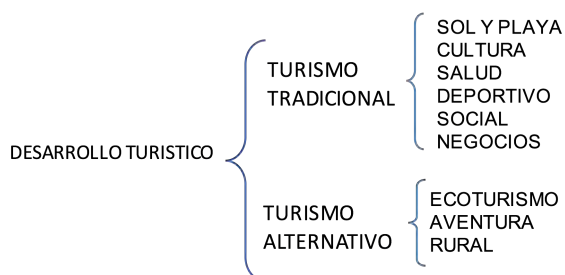 DESARROLLO TURISTICO
TURISMO
TRADICIONAL
SOL Y PLAYA
CULTURA
SALUD
DEPORTIVO
SOCIAL
NEGOCIOS
TURISMO
ALTERNATIVO
ECOTURISMO
AVENTURA
RURAL